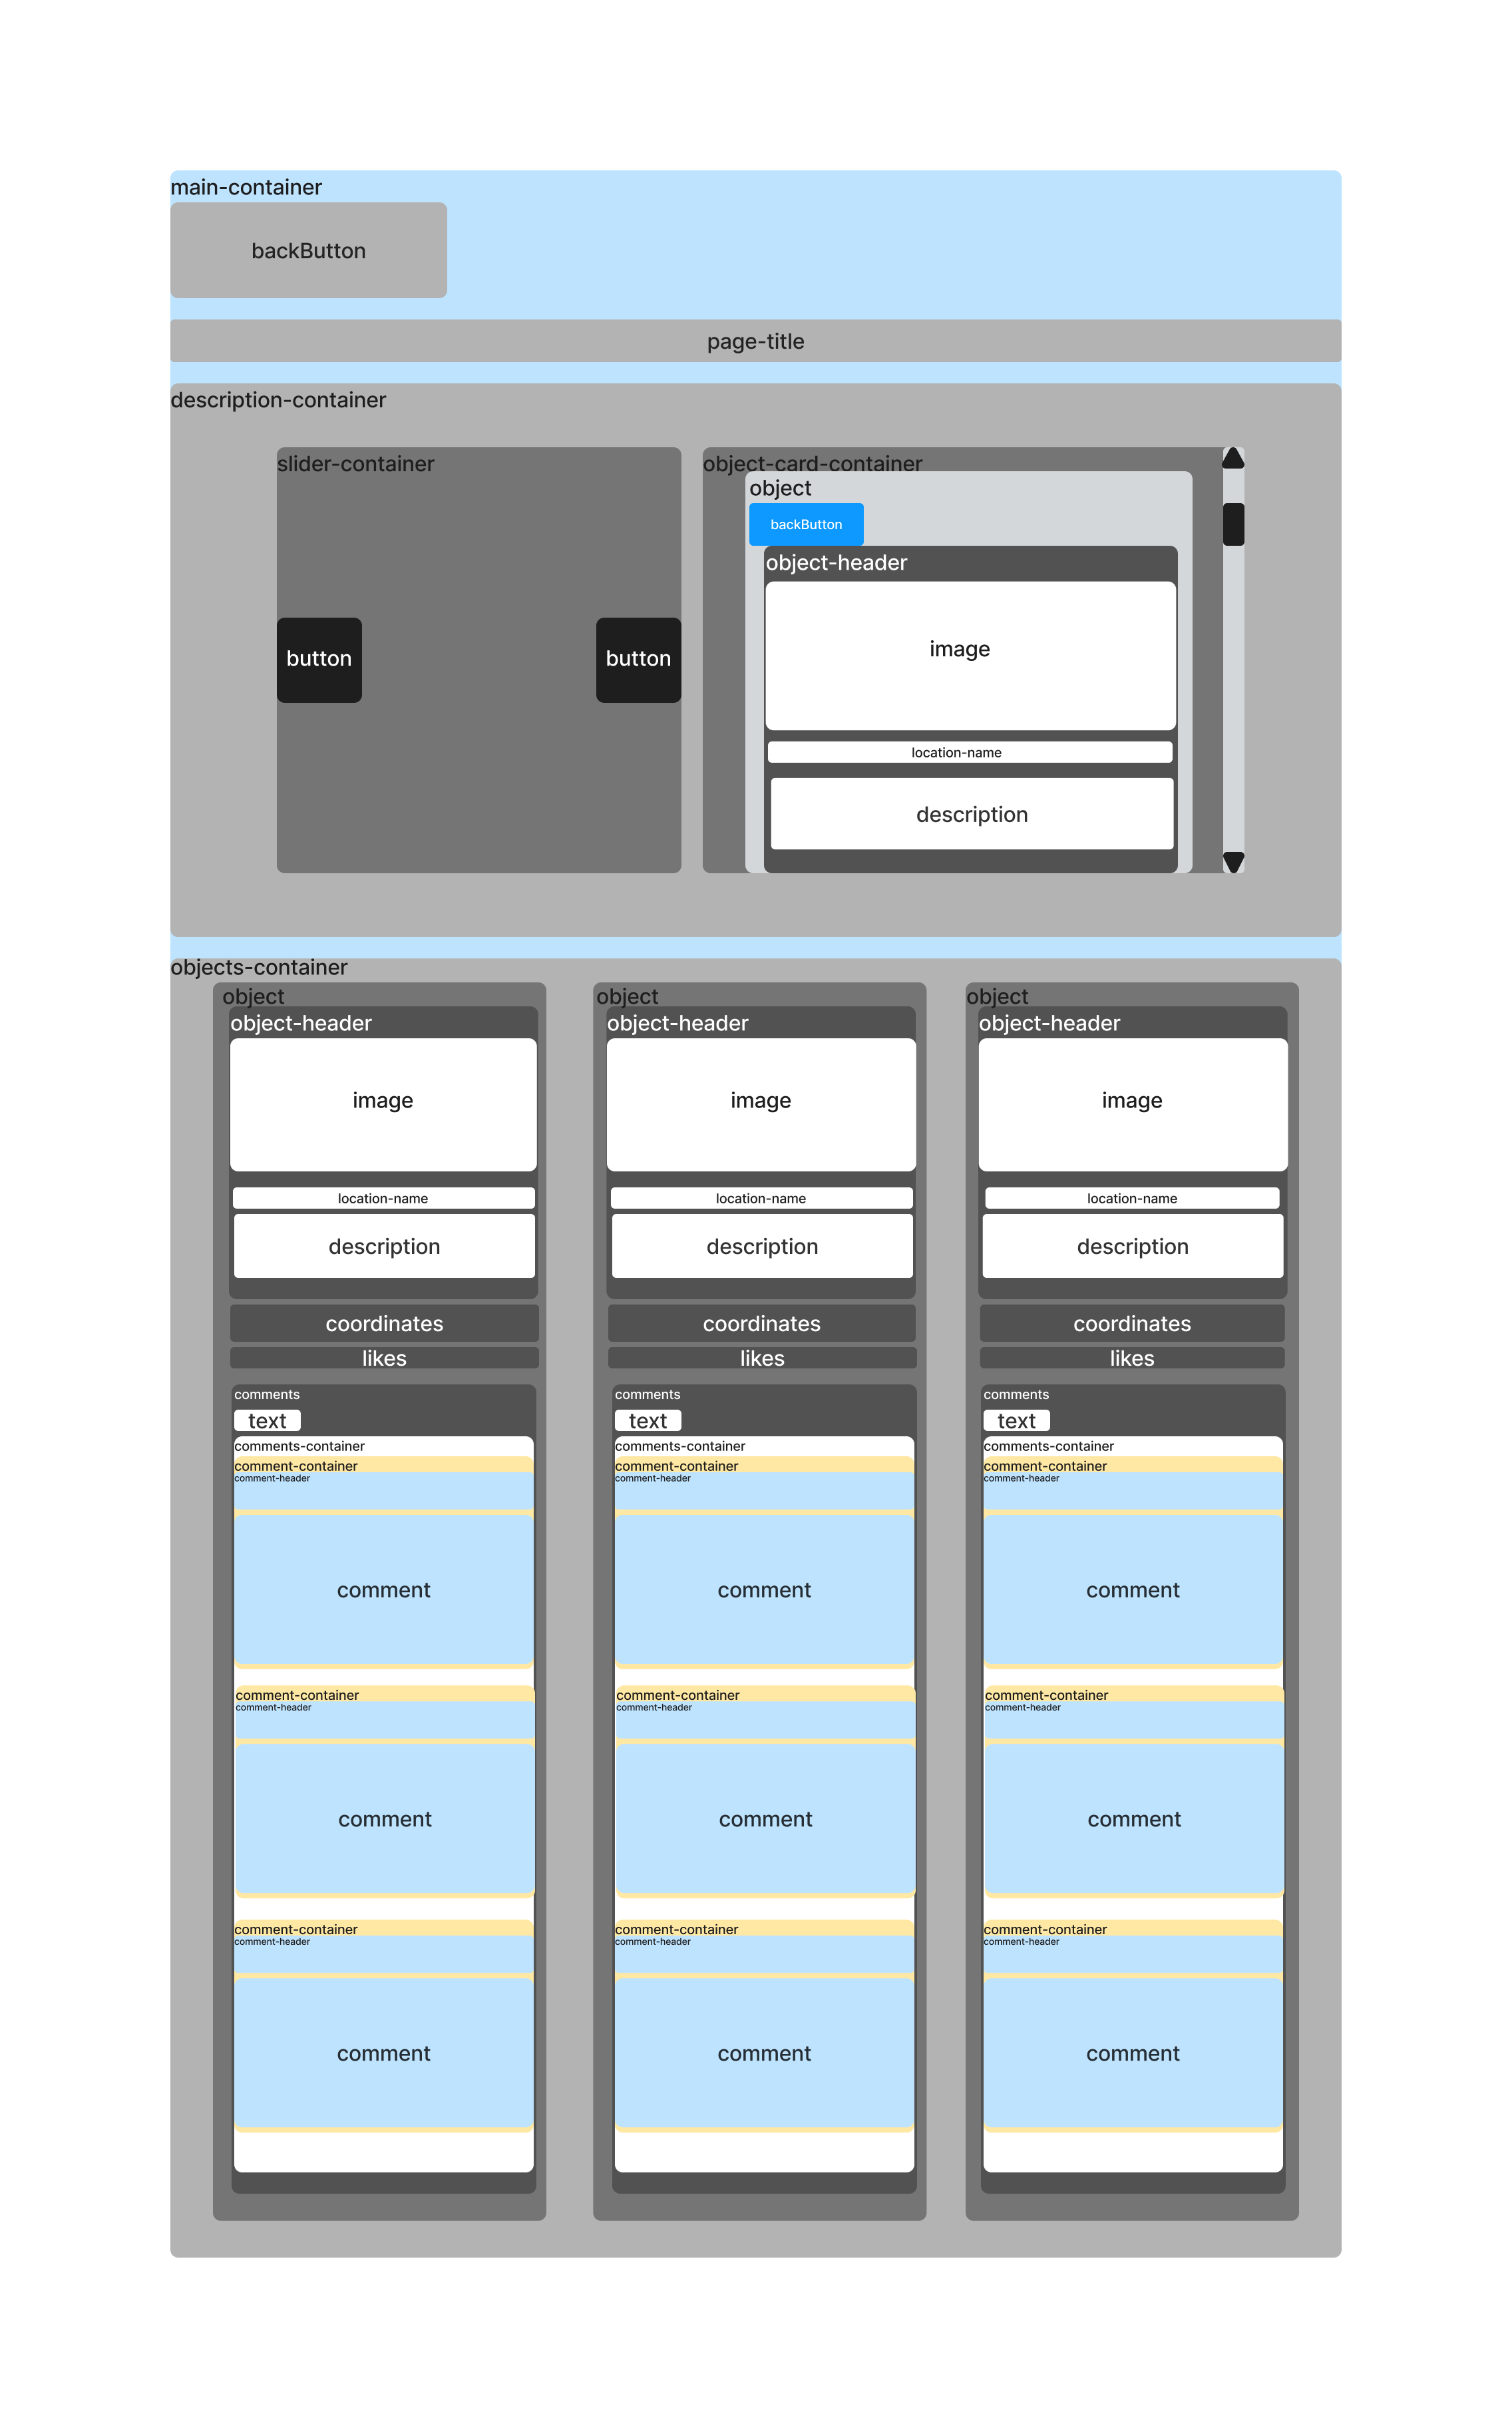 main-container
backButton
page-title
description-container
slider-container
button
button
object-card-container
object
backButton
object-header
image
location-name
description
objects-container
object
object-header
image
location-name
description
coordinates
likes
comments
text
comments-container
comment-container
comment-header
comment
comment-container
comment-header
comment
comment-container
comment-header
comment
object
object-header
image
location-name
description
coordinates
likes
comments
text
comments-container
comment-container
comment-header
comment
comment-container
comment-header
comment
comment-container
comment-header
comment
object
object-header
image
location-name
description
coordinates
likes
comments
text
comments-container
comment-container
comment-header
comment
comment-container
comment-header
comment
comment-container
comment-header
comment